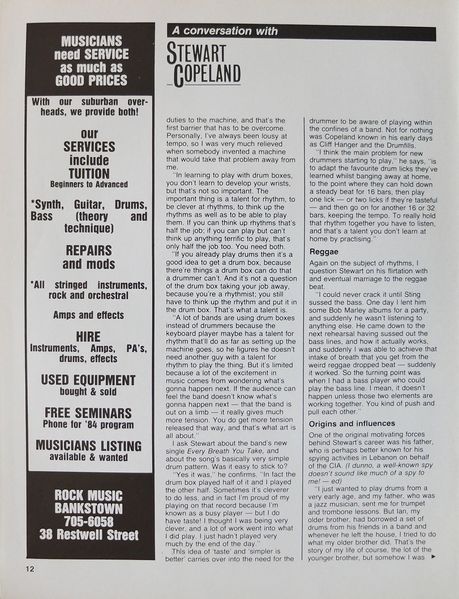 MUSICIANS
need SERVICE
as much as
GOOD PRICES
With our suburban over-
heads, we provide both!
our
SERVICES
include
TUITION
Beginners to Advanced
*Synth, Guitar, Drums,
Bass (theory and
technique)
REPAIRS
and mods
*All stringed instruments,
rock and orchestral
Amps and effects
HIRE
Instruments, Amps, PA's,
drums, effects
USED EQUIPMENT
bought & sold
FREE SEMINARS
Phone for '84 program
MUSICIANS LISTING
available & wanted
ROCK MUSIC
BANKSTOWN
705-6058
38 Restwell Street
12
A conversation with
STEWART
COPELAND
duties to the machine, and that's the
first barrier that has to be overcome.
Personally, I've always been lousy at
tempo, so I was very much relieved
when somebody invented a machine
that would take that problem away from
me.
"In learning to play with drum boxes,
you don't learn to develop your wrists,
but that's not so important. The
important thing is a talent for rhythm, to
be clever at rhythms, to think up the
rhythms as well as to be able to play
them. If you can think up rhythms that's
half the job; if you can play but can't
think up anything terrific to play, that's
only half the job too. You need both.
"If you already play drums then it's a
good idea to get a drum box, because
there're things a drum box can do that
a drummer can't. And it's not a question
of the drum box taking your job away,
because you're a rhythmist; you still
have to think up the rhythm and put it in
the drum box. That's what a talent is.
"A lot of bands are using drum boxes
instead of drummers because the
keyboard player maybe has a talent for
rhythm that'll do as far as setting up the
machine goes, so he figures he doesn't
need another guy with a talent for
rhythm to play the thing. But it's limited
because a lot of the excitement in
music comes from wondering what's
gonna happen next. If the audience can
feel the band doesn't know what's
gonna happen next — that the band is
out on a limb — it really gives much
more tension. You do get more tension
released that way, and that's what art is
all about."
I ask Stewart about the band's new
single Every Breath You Take, and
about the song's basically very simple
drum pattern. Was it easy to stick to?
"Yes it was," he confirms. "In fact the
drum box played half of it and I played
the other half. Sometimes it's cleverer
to do less, and in fact I'm proud of my
playing on that record because I'm
known as a busy player — but I do
have taste! I thought I was being very
clever, and a lot of work went into what
I did play. I just hadn't played very
much by the end of the day."
This idea of 'taste' and 'simpler is
better' carries over into the need for the
drummer to be aware of playing within
the confines of a band. Not for nothing
was Copeland known in his early days
as Cliff Hanger and the Drumfills.
"I think the main problem for new
drummers starting to play," he says, "is
to adapt the favourite drum licks they've
learned whilst banging away at home,
to the point where they can hold down
a steady beat for 16 bars, then play
one lick — or two licks if they're tasteful
— and then go on for another 16 or 32
bars, keeping the tempo. To really hold
that rhythm together you have to listen,
and that's a talent you don't learn at
home by practising."
Reggae
Again on the subject of rhythms, I
question Stewart on his flirtation with
and eventual marriage to the reggae
beat.
"I could never crack it until Sting
sussed the bass. One day I lent him
some Bob Marley albums for a party,
and suddenly he wasn't listening to
anything else. He came down to the
next rehearsal having sussed out the
bass lines, and how it actually works,
and suddenly I was able to achieve that
intake of breath that you get from the
weird reggae dropped beat — suddenly
it worked. So the turning point was
when I had a bass player who could
play the bass line. I mean, it doesn't
happen unless those two elements are
working together. You kind of push and
pull each other."
Origins and influences
One of the original motivating forces
behind Stewart's career was his father,
who is perhaps better known for his
spying activities in Lebanon on behalf
of the CIA. (I dunno, a well-known spy
doesn't sound like much of a spy to
me! — ed)
"I just wanted to play drums from a
very early age, and my father, who was
a jazz musician, sent me for trumpet
and trombone lessons. But Ian, my
older brother, had borrowed a set of
drums from his friends in a band and
whenever he left the house, I tried to do
what my older brother did. That's the
story of my life of course, the lot of the
younger brother, but somehow I was ►